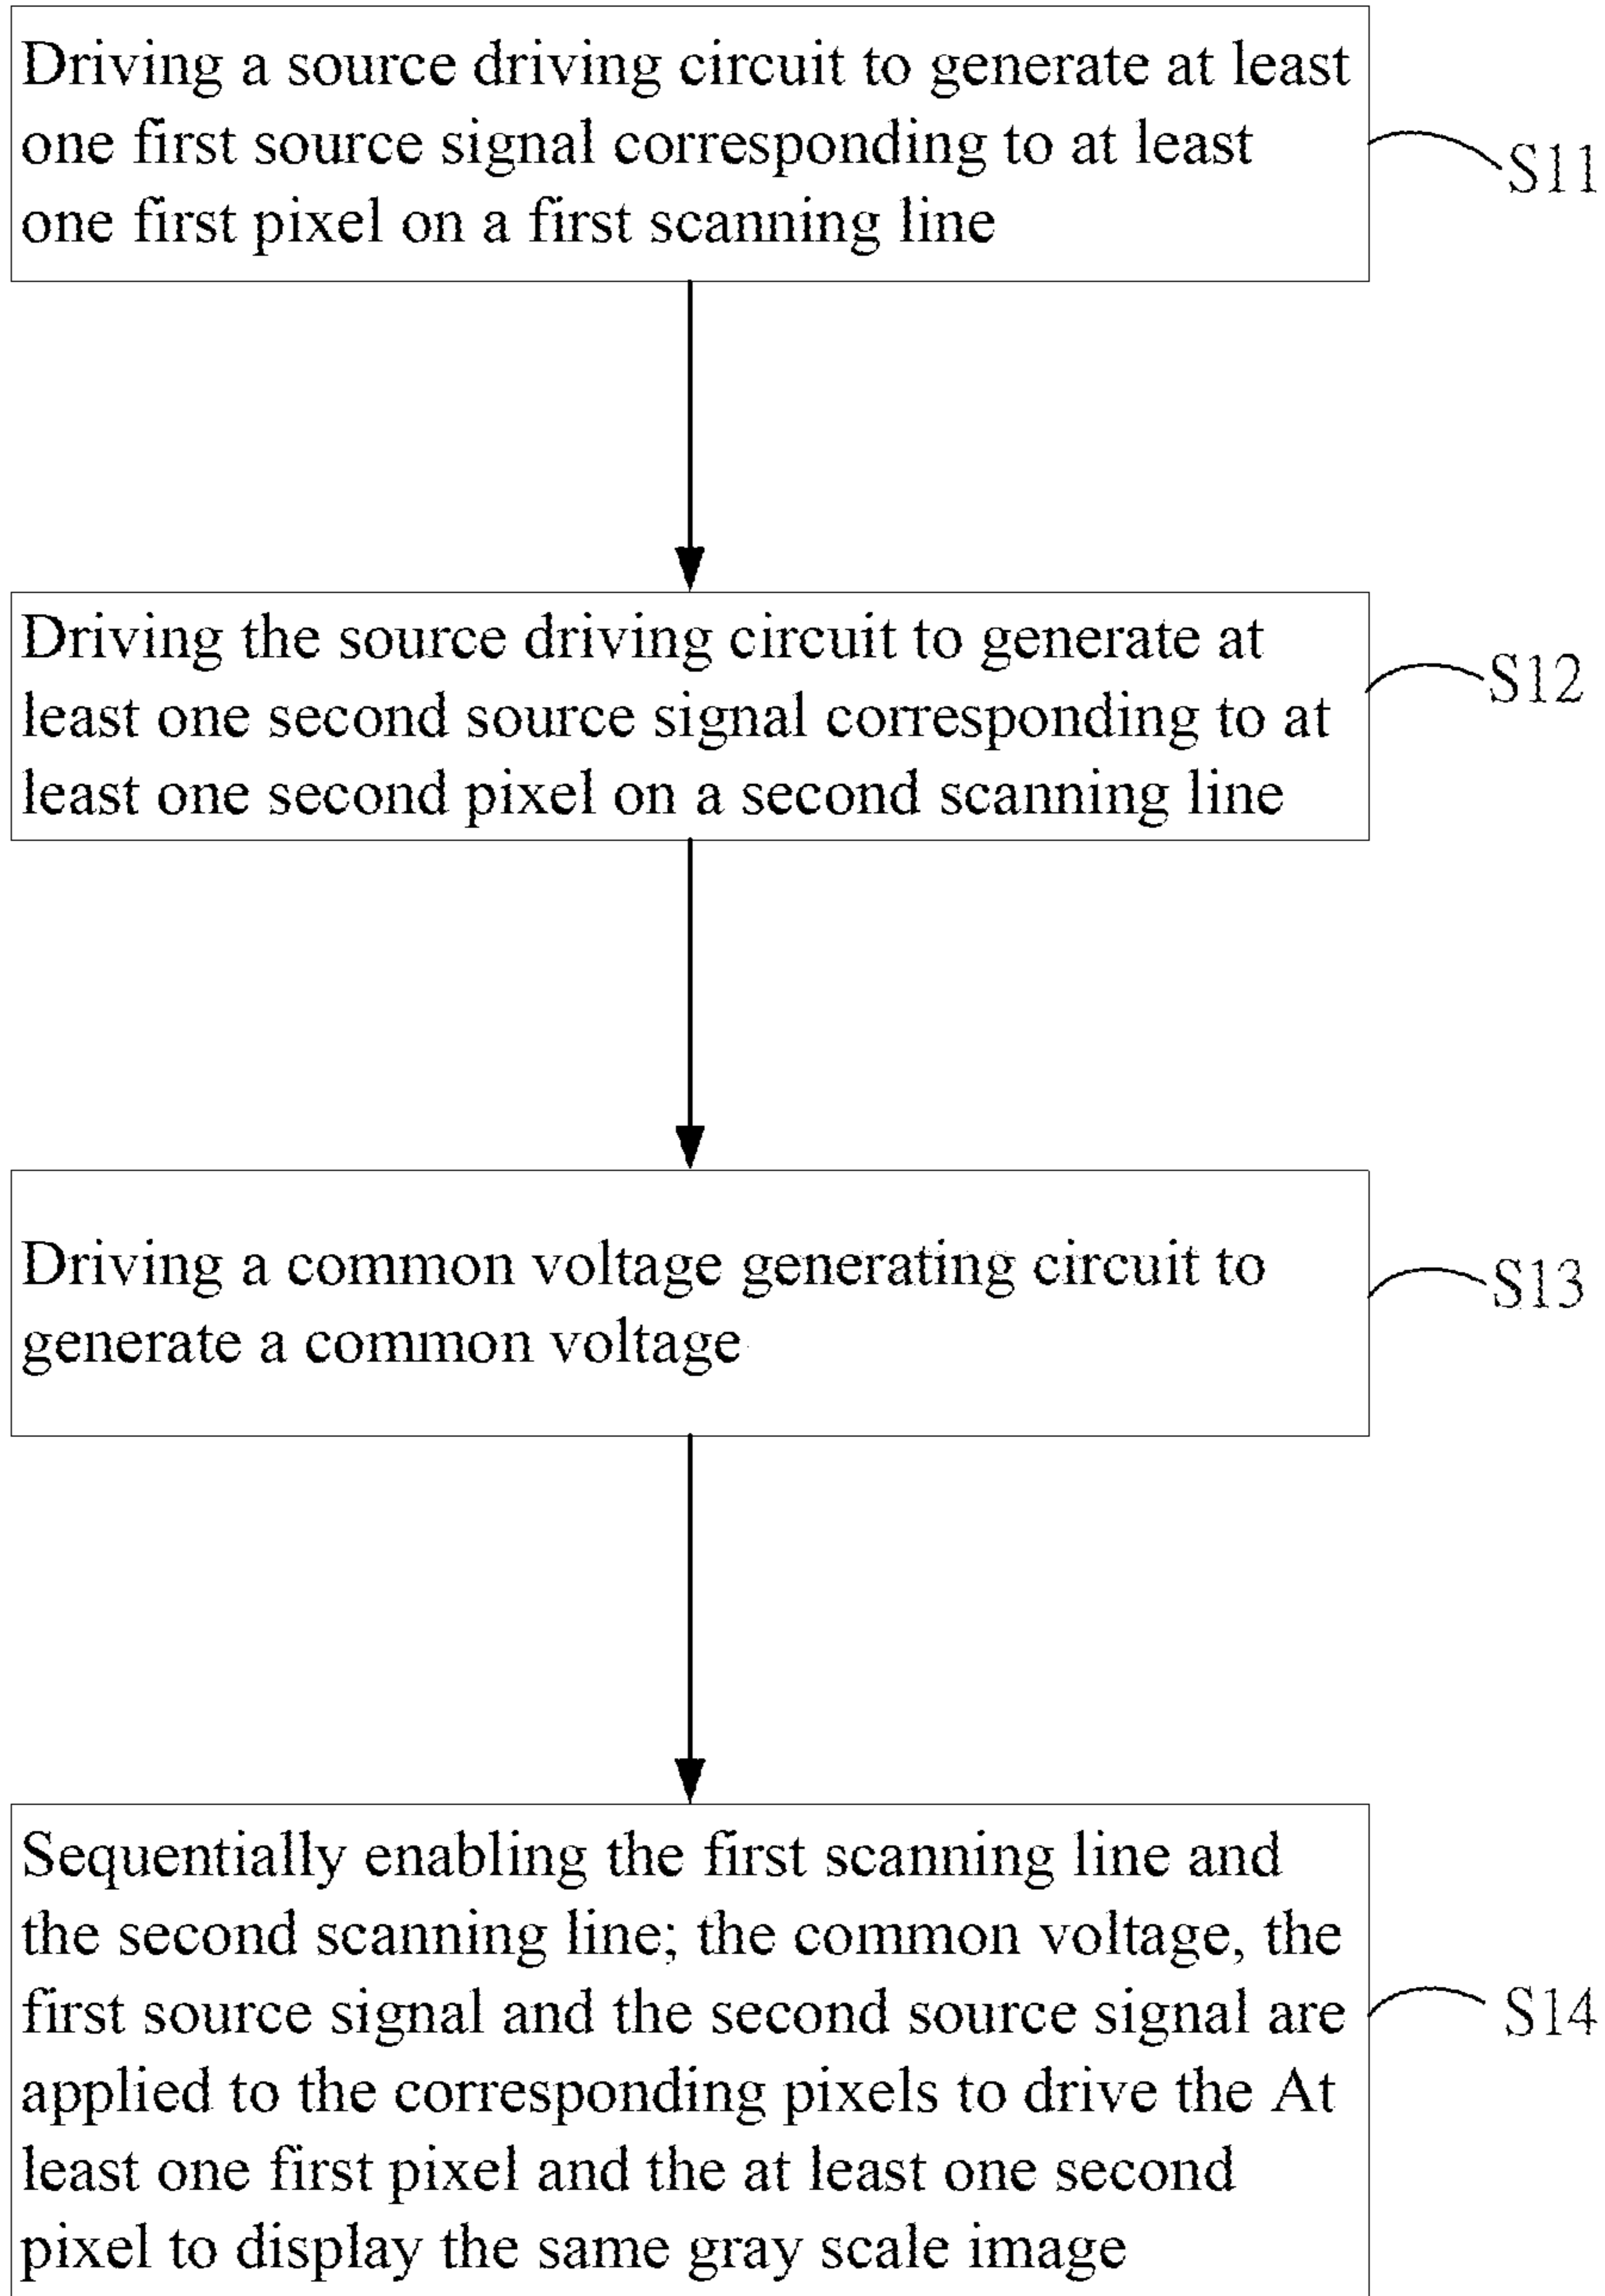 Driving a source driving circuit to generate at least
one first source signal corresponding to at least
one first pixel on a first scanning line
S11
Driving the source driving circuit to generate at
least one second source signal corresponding to at
least one second pixel on a second scanning line
S12
Driving a common voltage generating circuit to
generate a common voltage
S13
Sequentially enabling the first scanning line and
the second scanning line; the common voltage, the
first source signal and the second source signal are
applied to the corresponding pixels to drive the At
least one first pixel and the at least one second
pixel to display the same gray scale image
S14